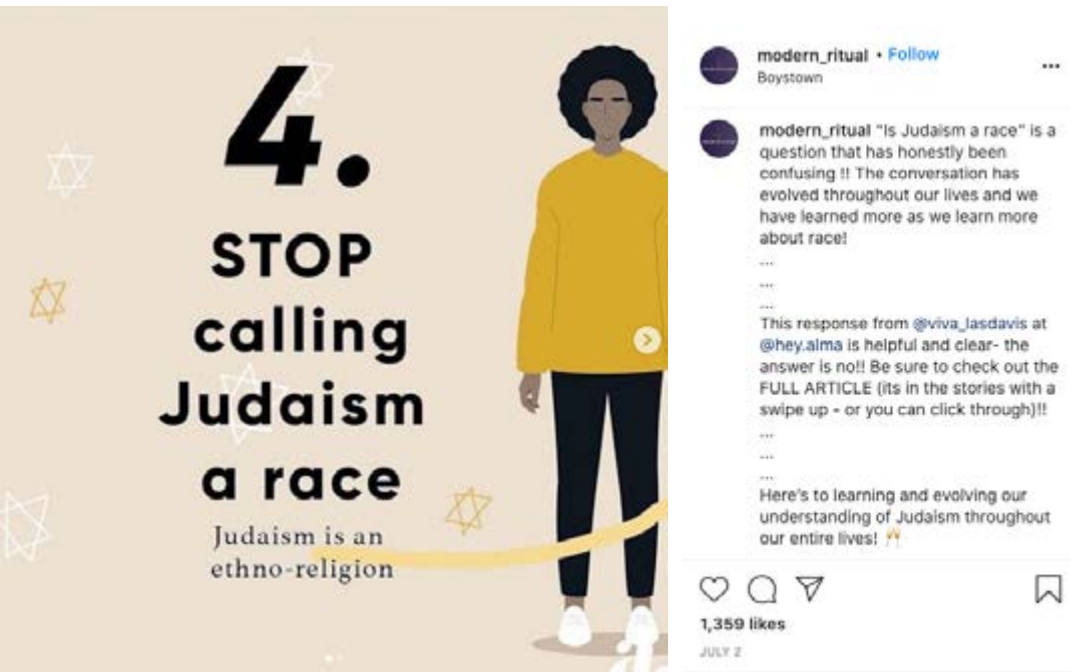 4.
STOP
calling
Judaism
a race
Judaism is an
ethno-religion
modern_ritual • Follow
Boystown
modern_ritual "Is Judaism a race" is a
question that has honestly been
confusing !! The conversation has
evolved throughout our lives and we
have learned more as we learn more
about race!
...
...
...
This response from @viva_lasdavis at
@hey.alma is helpful and clear- the
answer is no!! Be sure to check out the
FULL ARTICLE (its in the stories with a
swipe up - or you can click through)!!
...
...
...
Here's to learning and evolving our
understanding of Judaism throughout
our entire lives! 🥂
1,359 likes
JULY 2